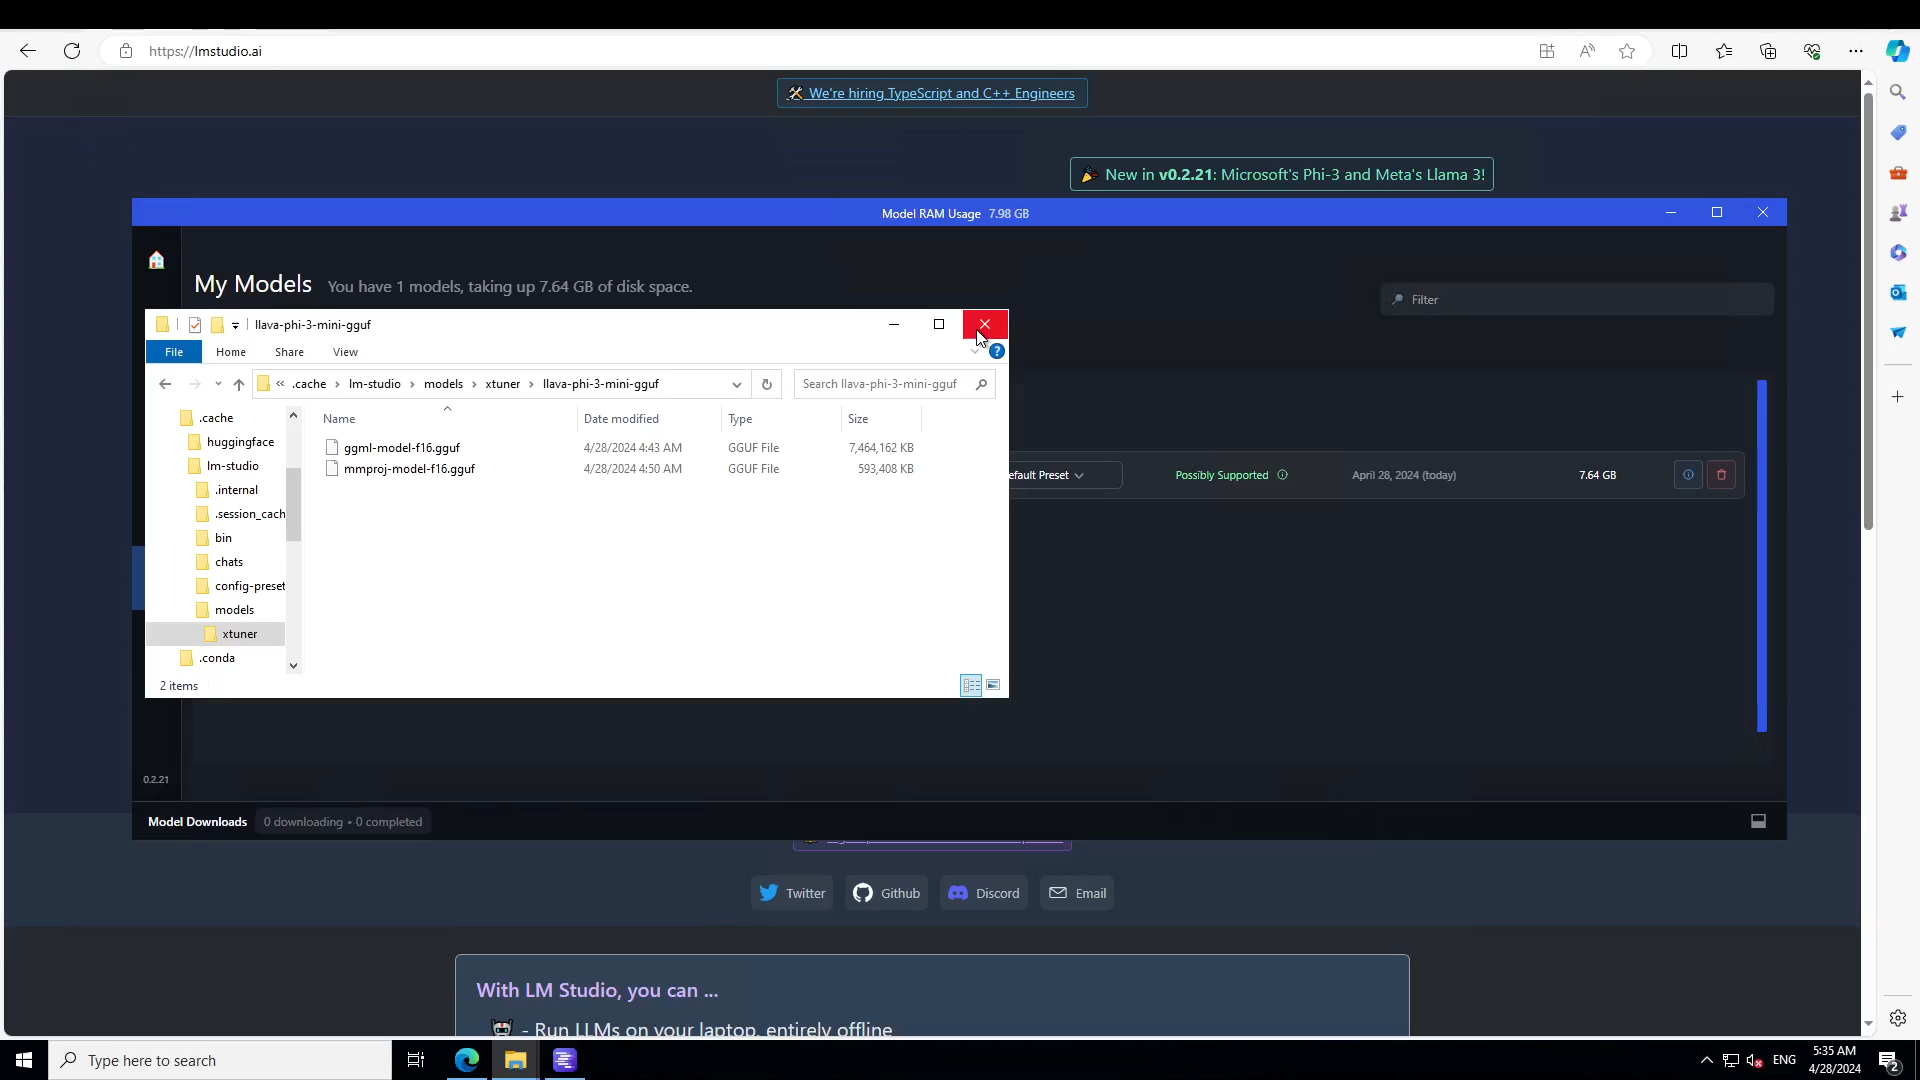 https://lmstudio.ai
We're hiring TypeScript and C++ Engineers
New in v0.2.21: Microsoft's Phi-3 and Meta's Llama 3!
Model RAM Usage 7.98 GB
My Models You have 1 models, taking up 7.64 GB of disk space.
Filter
llava-phi-3-mini-gguf
File Home Share View
« .cache › lm-studio › models › xtuner › llava-phi-3-mini-gguf
Search llava-phi-3-mini-gguf
Name Date modified Type Size
ggml-model-f16.gguf 4/28/2024 4:43 AM GGUF File 7,464,162 KB
mmproj-model-f16.gguf 4/28/2024 4:50 AM GGUF File 593,408 KB
.cache
huggingface
lm-studio
.internal
.session_cach
bin
chats
config-preset
models
xtuner
.conda
2 items
efault Preset Possibly Supported April 28, 2024 (today) 7.64 GB
0.2.21
Model Downloads 0 downloading • 0 completed
Twitter Github Discord Email
With LM Studio, you can ...
- Run LLMs on your laptop, entirely offline
Type here to search
ENG
5:35 AM
4/28/2024
2